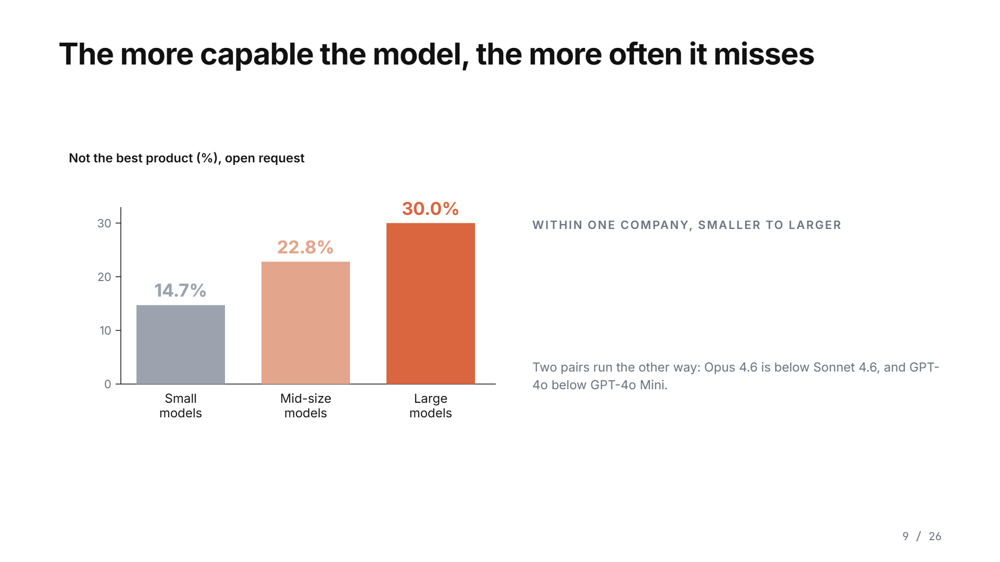 The more capable the model, the more often it misses
Not the best product (%), open request
30
20
10
0
14.7%
22.8%
30.0%
Small
models
Mid-size
models
Large
models
WITHIN ONE COMPANY, SMALLER TO LARGER
Two pairs run the other way: Opus 4.6 is below Sonnet 4.6, and GPT-
4o below GPT-4o Mini.
9 / 26